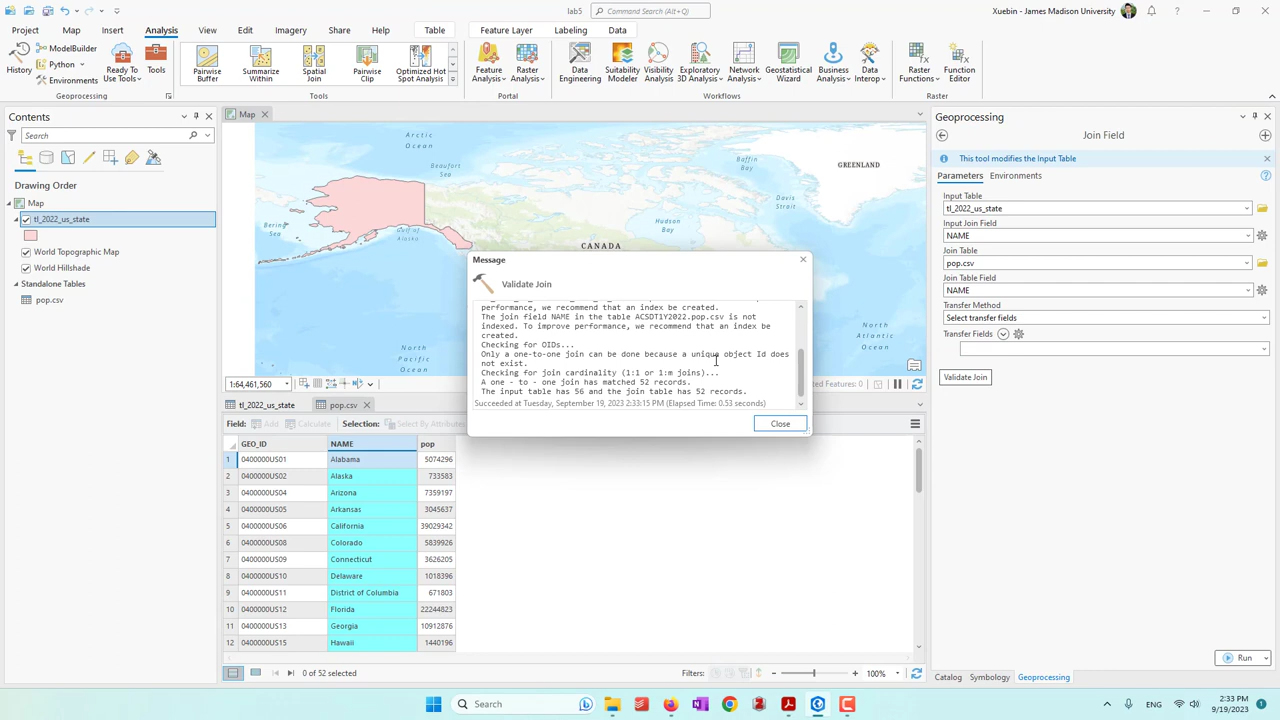 lab5
Command Search (Alt+Q)
Xuebin - James Madison University
Project Map Insert Analysis View Edit Imagery Share Help Table Feature Layer Labeling Data
History
ModelBuilder
Python
Environments
Ready To Use Tools
Tools
Geoprocessing
Pairwise Buffer
Summarize Within
Spatial Join
Pairwise Clip
Optimized Hot Spot Analysis
Tools
Feature Analysis
Raster Analysis
Portal
Data Engineering
Suitability Modeler
Visibility Analysis
Exploratory 3D Analysis
Network Analysis
Geostatistical Wizard
Business Analysis
Data Interop
Workflows
Raster Functions
Function Editor
Raster
Contents
Search
Drawing Order
Map
tl_2022_us_state
World Topographic Map
World Hillshade
Standalone Tables
pop.csv
Map
Arctic
Ocean
Beaufort
Sea
Baffin
Bay
GREENLAND
Davis
Strait
Hudson
Bay
CANADA
Gulf of
Alaska
Atlantic
Ocean
1:64,461,560
Selected Features: 0
Message
Validate Join
performance, we recommend that an index be created.
The join field NAME in the table ACSDT1Y2022.pop.csv is not
indexed. To improve performance, we recommend that an index be
created.
Checking for OIDs...
Only a one-to-one join can be done because a unique object Id does
not exist.
Checking for join cardinality (1:1 or 1:m joins)...
A one - to - one join has matched 52 records.
The input table has 56 and the join table has 52 records.
Succeeded at Tuesday, September 19, 2023 2:33:15 PM (Elapsed Time: 0.53 seconds)
Close
tl_2022_us_state pop.csv
Field: Add Calculate Selection: Select By Attributes
GEO_ID NAME pop
1 0400000US01 Alabama 5074296
2 0400000US02 Alaska 733583
3 0400000US04 Arizona 7359197
4 0400000US05 Arkansas 3045637
5 0400000US06 California 39029342
6 0400000US08 Colorado 5839926
7 0400000US09 Connecticut 3626205
8 0400000US10 Delaware 1018396
9 0400000US11 District of Columbia 671803
10 0400000US12 Florida 22244823
11 0400000US13 Georgia 10912876
12 0400000US15 Hawaii 1440196
0 of 52 selected
Filters:
100%
Geoprocessing
Join Field
This tool modifies the Input Table
Parameters Environments
Input Table
tl_2022_us_state
Input Join Field
NAME
Join Table
pop.csv
Join Table Field
NAME
Transfer Method
Select transfer fields
Transfer Fields
Validate Join
Run
Catalog Symbology Geoprocessing
Search
ENG
2:33 PM
9/19/2023